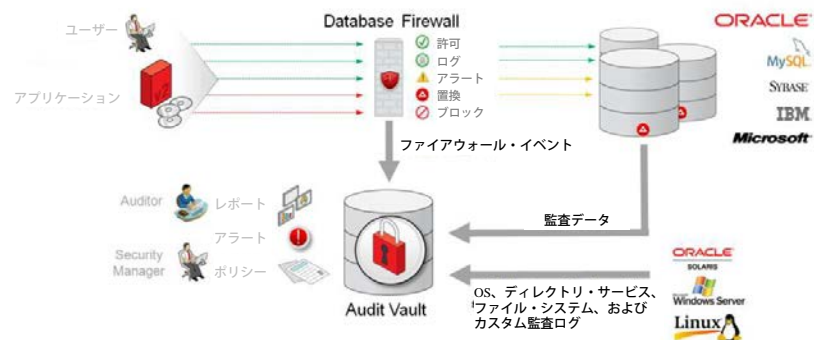 Database Firewall
ユーザー
アプリケーション
V2
許可
ログ
アラート
置換
ブロック
ORACLE
MySQL
SYBASE
IBM
Microsoft
ファイアウォール・イベント
監査データ
Auditor
Security
Manager
レポート
アラート
ポリシー
Audit Vault
OS、ディレクトリ・サービス、
ファイル・システム、および
カスタム監査ログ
ORACLE
SOLARIS
Windows Server
Linux